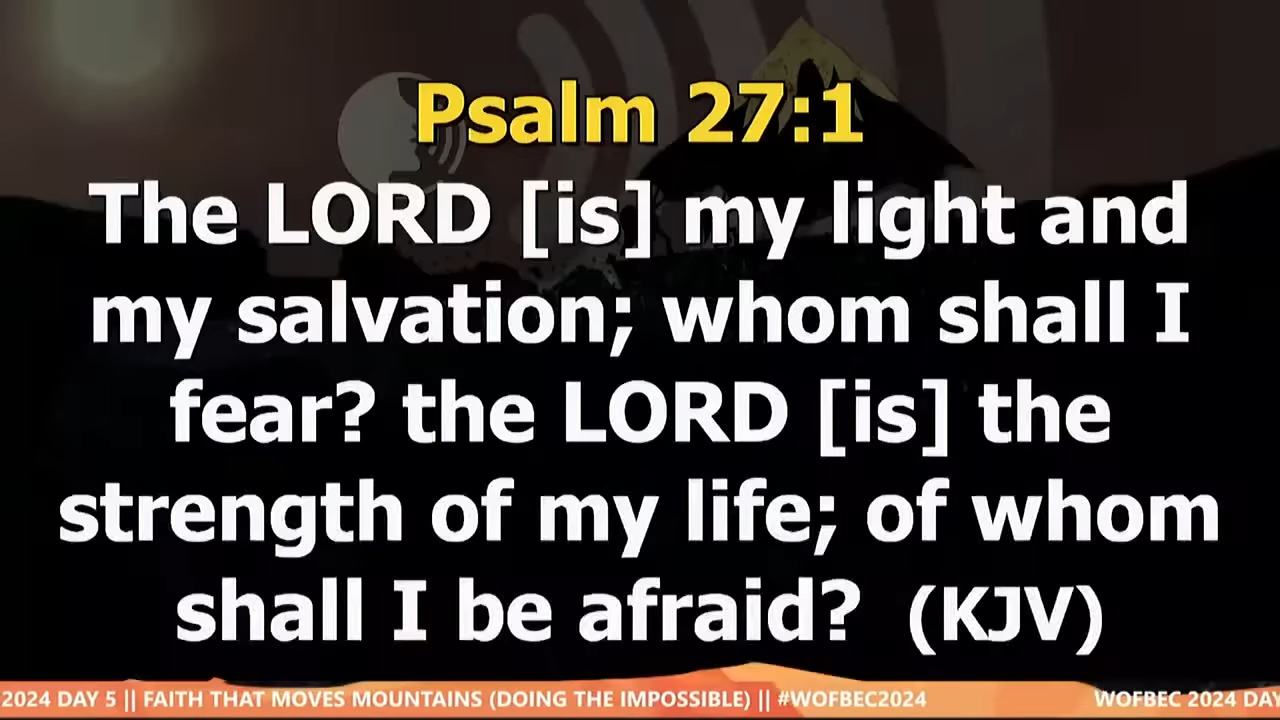 Psalm 27:1
The LORD [is] my light and
my salvation; whom shall I
fear? the LORD [is] the
strength of my life; of whom
shall I be afraid? (KJV)
2024 DAY 5 || FAITH THAT MOVES MOUNTAINS (DOING THE IMPOSSIBLE) || #WOFBEC2024 WOFBEC 2024 DAY